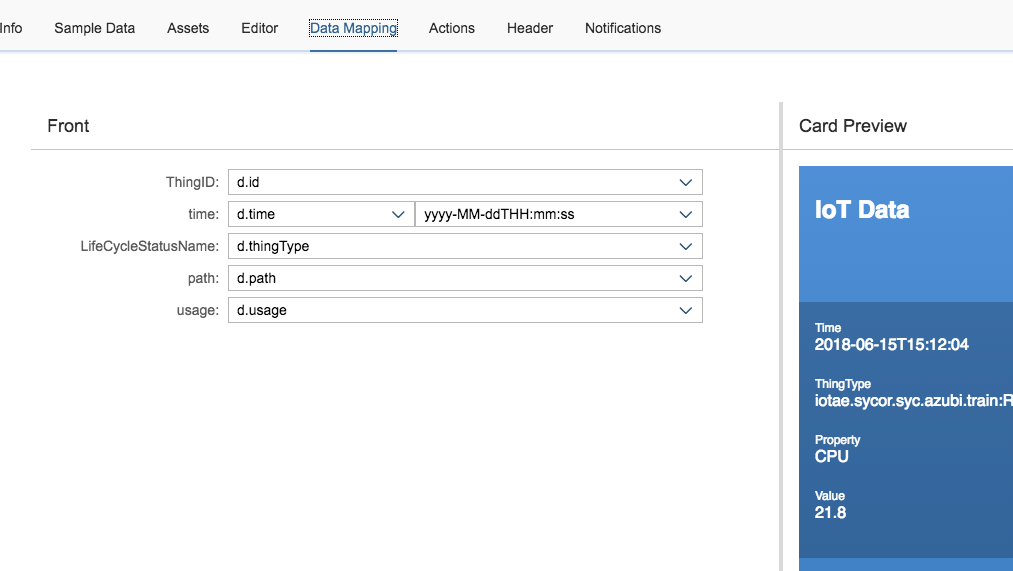 Info Sample Data Assets Editor Data Mapping Actions Header Notifications
Front
ThingID: d.id
time: d.time yyyy-MM-ddTHH:mm:ss
LifeCycleStatusName: d.thingType
path: d.path
usage: d.usage
Card Preview
IoT Data
Time
2018-06-15T15:12:04
ThingType
iotae.sycor.syc.azubi.train:R
Property
CPU
Value
21.8